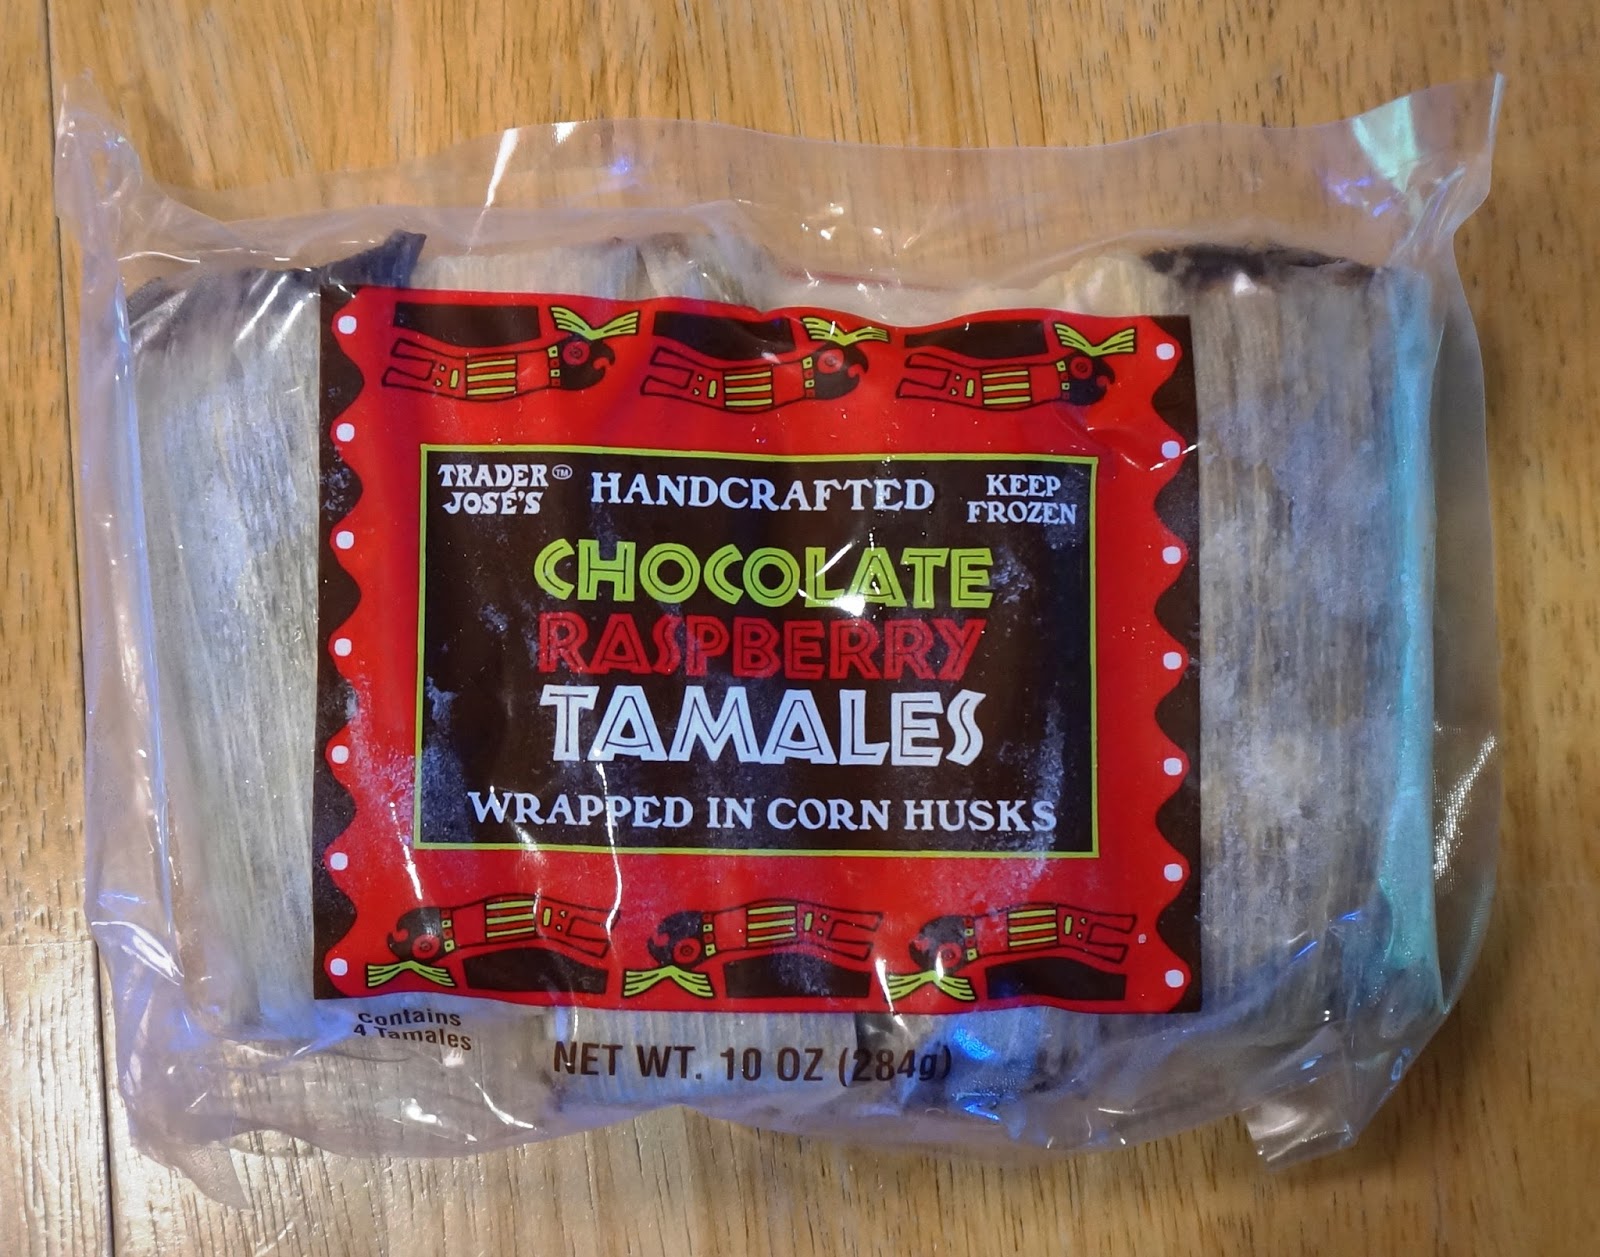 TRADER™
JOSÉ'S
HANDCRAFTED
KEEP
FROZEN
CHOCOLATE
RASPBERRY
TAMALES
WRAPPED IN CORN HUSKS
Contains
4 Tamales
NET WT. 10 OZ (284g)